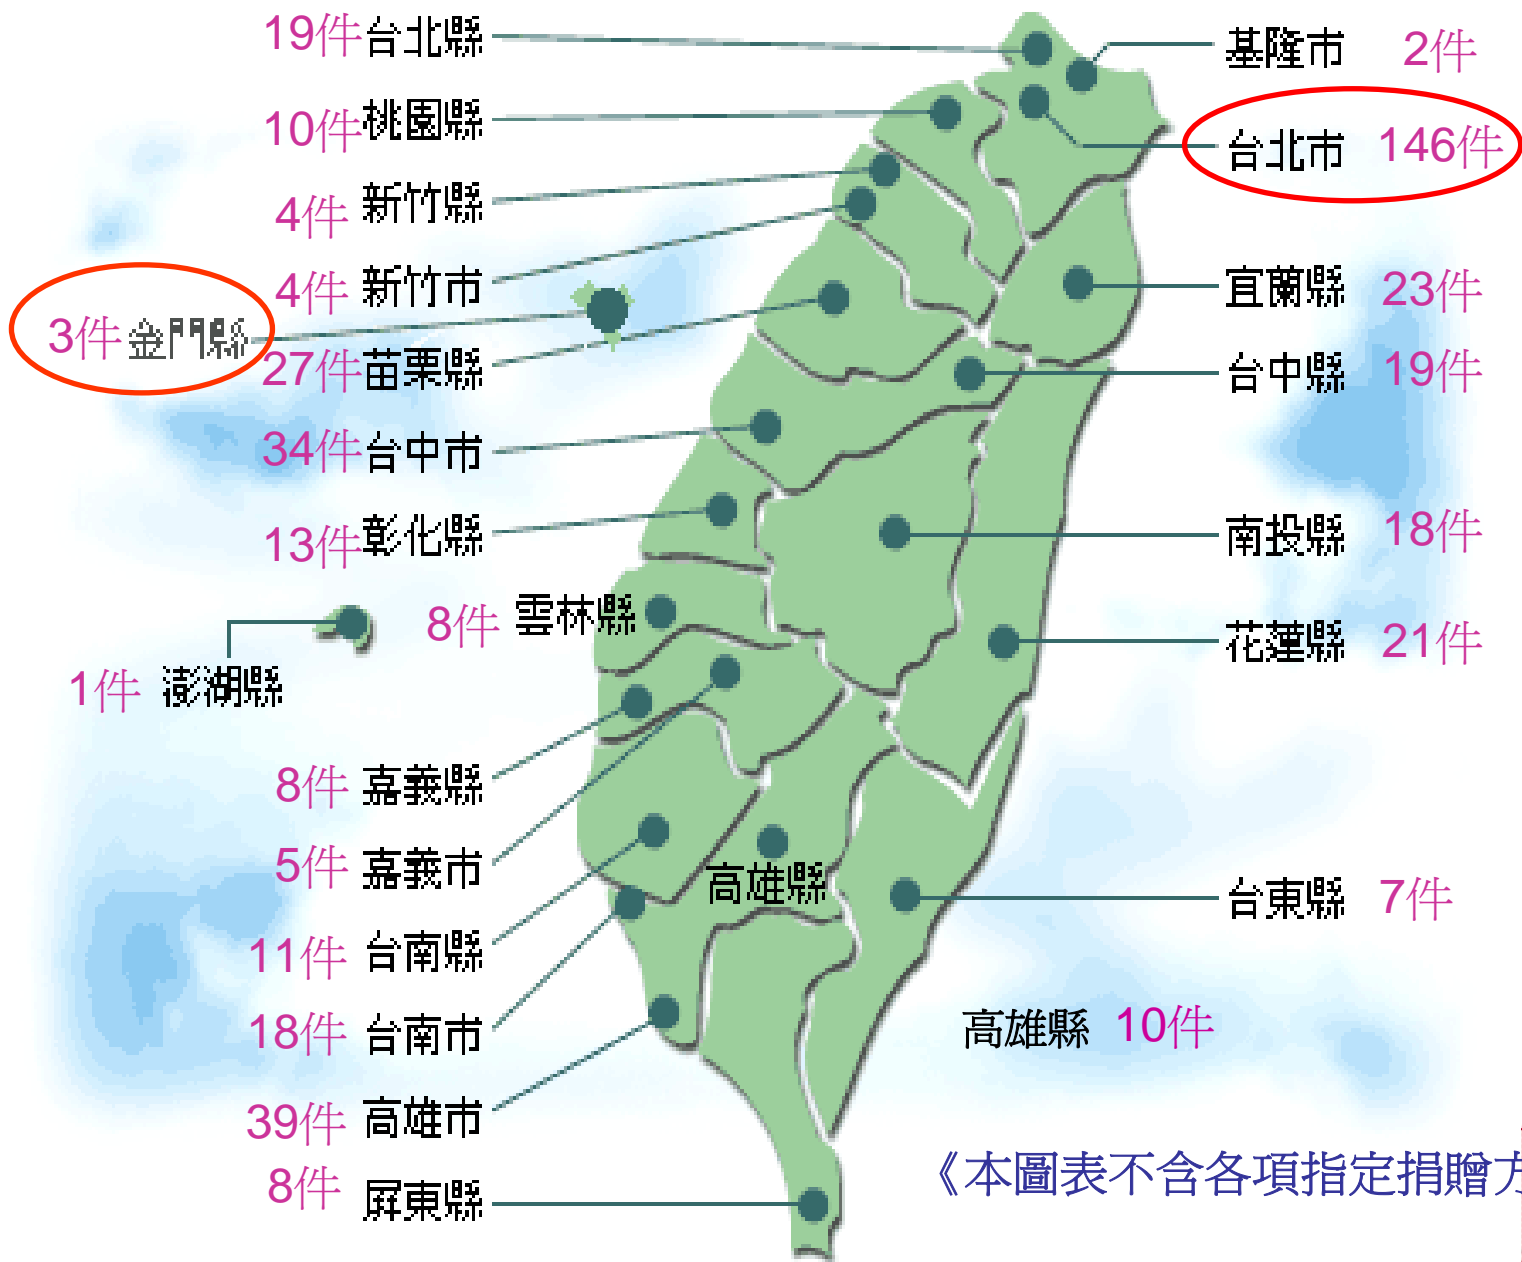 19件 台北縣
基隆市 2件
10件 桃園縣
台北市 146件
4件 新竹縣
4件 新竹市
宜蘭縣 23件
3件 金門縣
27件 苗栗縣
台中縣 19件
34件 台中市
13件 彰化縣
南投縣 18件
8件 雲林縣
花蓮縣 21件
1件 澎湖縣
8件 嘉義縣
5件 嘉義市
高雄縣
台東縣 7件
11件 台南縣
18件 台南市
高雄縣 10件
39件 高雄市
8件 屏東縣
《本圖表不含各項指定捐贈方